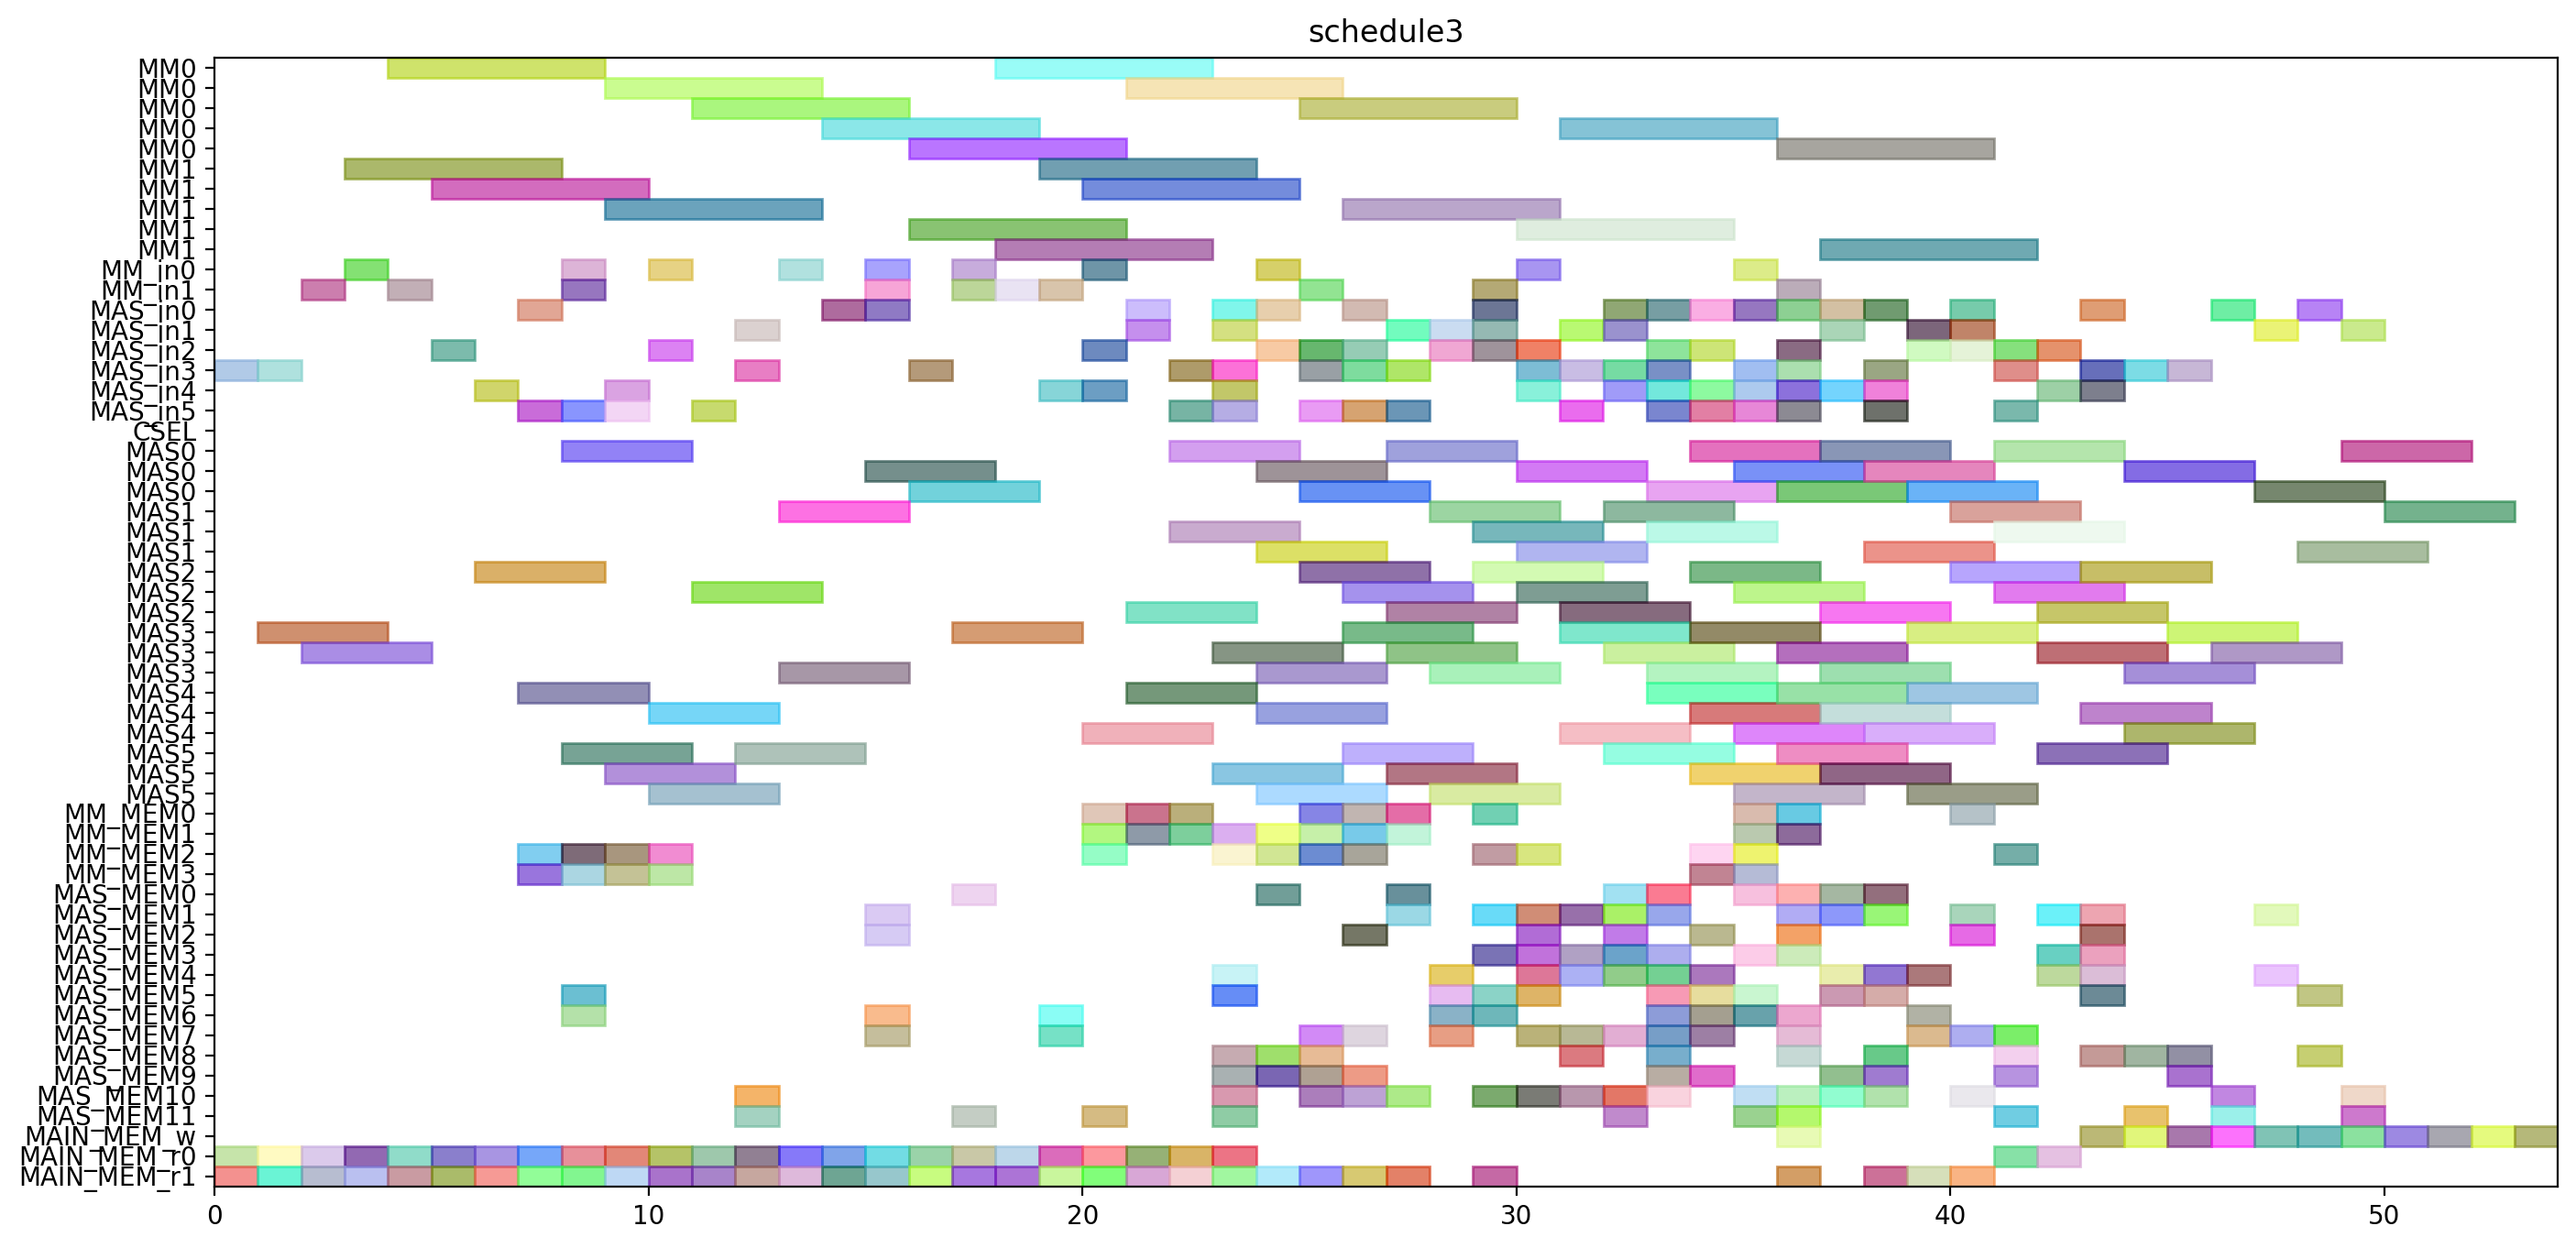 schedule3
MM0
MM0
MM0
MM0
MM0
MM1
MM1
MM1
MM1
MM1
MM_in0
MM_in1
MAS_in0
MAS_in1
MAS_in2
MAS_in3
MAS_in4
MAS_in5
CSEL
MAS0
MAS0
MAS0
MAS1
MAS1
MAS1
MAS2
MAS2
MAS2
MAS3
MAS3
MAS3
MAS4
MAS4
MAS4
MAS5
MAS5
MAS5
MM_MEM0
MM_MEM1
MM_MEM2
MM_MEM3
MAS_MEM0
MAS_MEM1
MAS_MEM2
MAS_MEM3
MAS_MEM4
MAS_MEM5
MAS_MEM6
MAS_MEM7
MAS_MEM8
MAS_MEM9
MAS_MEM10
MAS_MEM11
MAIN_MEM_w
MAIN_MEM_r0
MAIN_MEM_r1
0 10 20 30 40 50